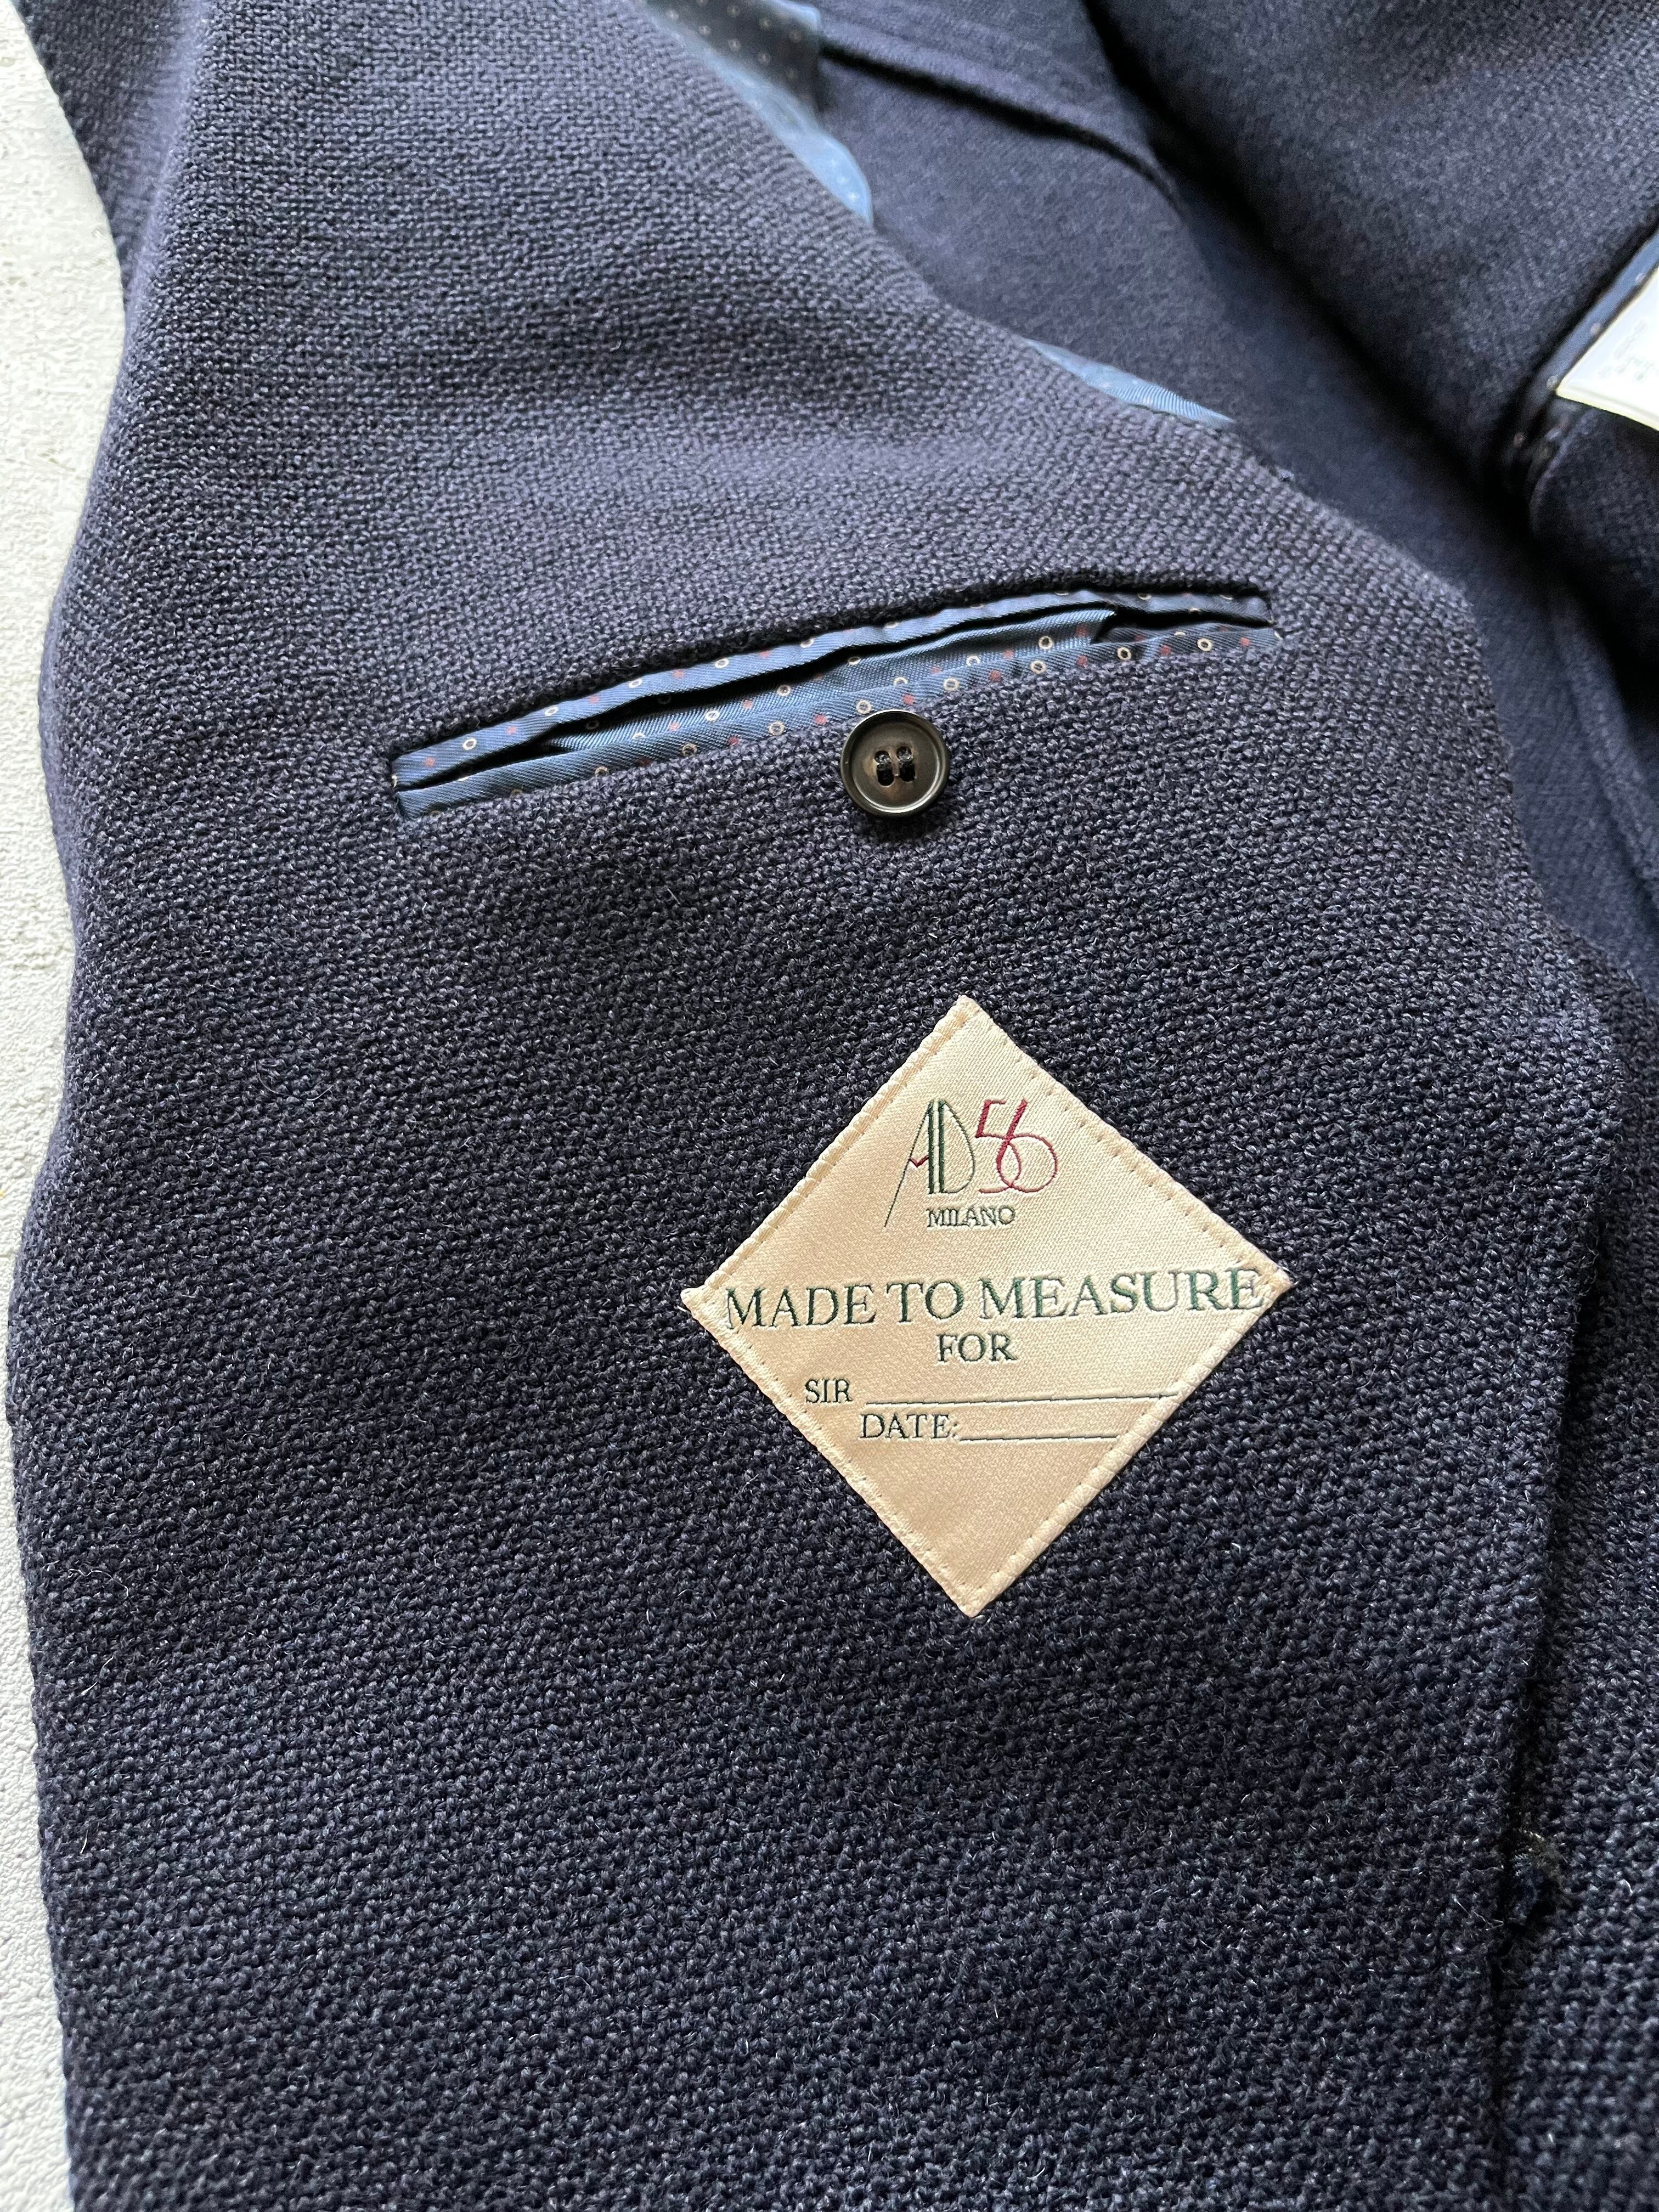 AD56
MILANO
MADE TO MEASURE
FOR
SIR
DATE: